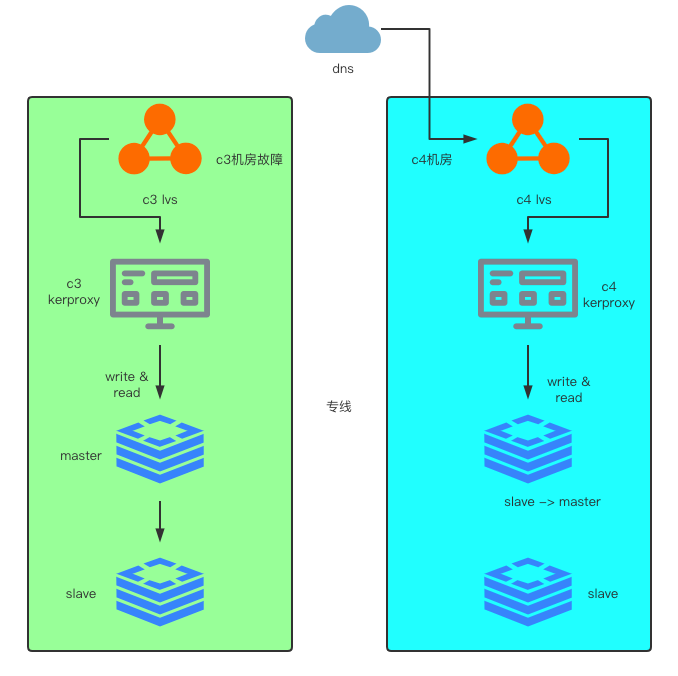 dns
c3机房故障
c3 lvs
c3
kerproxy
write &
read
master
slave
专线
c4机房
c4 lvs
c4
kerproxy
write &
read
slave -> master
slave